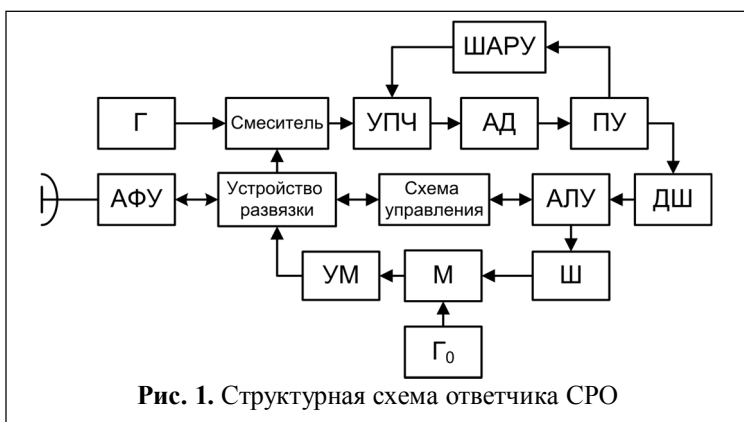 ШАРУ
Г
Смеситель
УПЧ
АД
ПУ
АФУ
Устройство
развязки
Схема
управления
АЛУ
ДШ
УМ
М
Ш
Г₀
Рис. 1. Структурная схема ответчика СРО